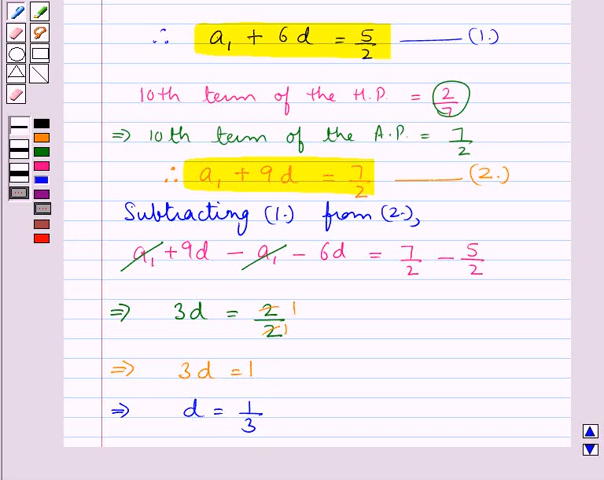 ∴ a₁ + 6d = 5/2 ——— (1.)
10th term of the H.P. = 2/7
⇒ 10th term of the A.P. = 7/2
∴ a₁ + 9d = 7/2 ——— (2.)
Subtracting (1.) from (2.),
a₁ + 9d - a₁ - 6d = 7/2 - 5/2
⇒ 3d = 2/2 1 1
⇒ 3d = 1
⇒ d = 1/3